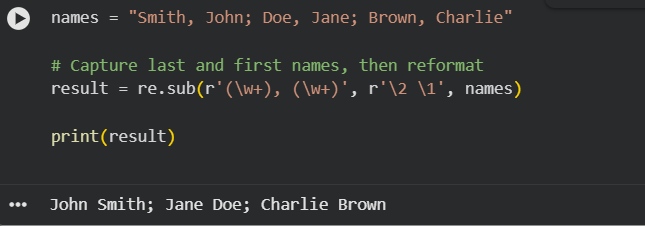 names = "Smith, John; Doe, Jane; Brown, Charlie"
# Capture last and first names, then reformat
result = re.sub(r'(\w+), (\w+)', r'\2 \1', names)
print(result)
John Smith; Jane Doe; Charlie Brown